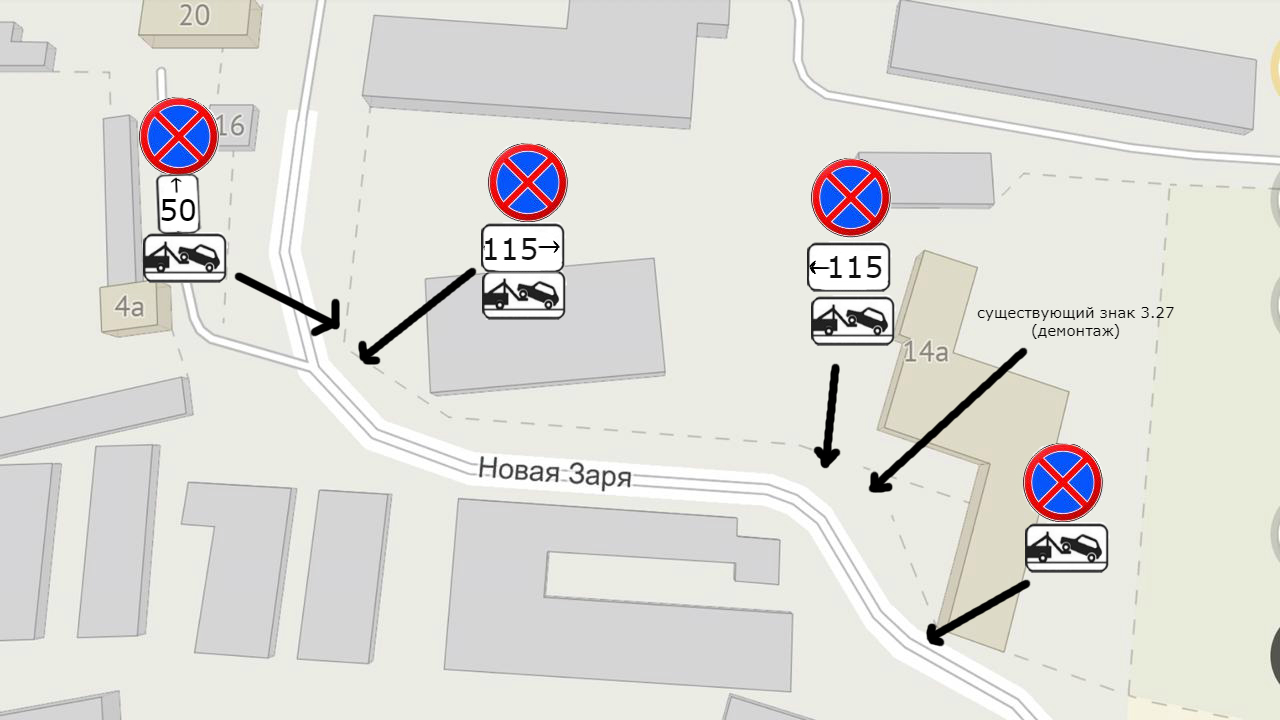 20
16
↑
50
115→
←115
4а
существующий знак 3.27
(демонтаж)
14а
Новая Заря